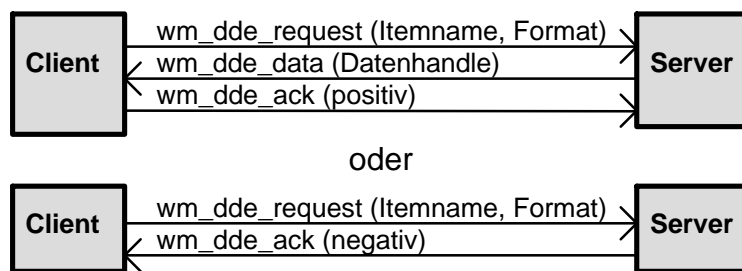 wm_dde_request (Itemname, Format)
Client wm_dde_data (Datenhandle) Server
wm_dde_ack (positiv)
oder
wm_dde_request (Itemname, Format)
Client Server
wm_dde_ack (negativ)